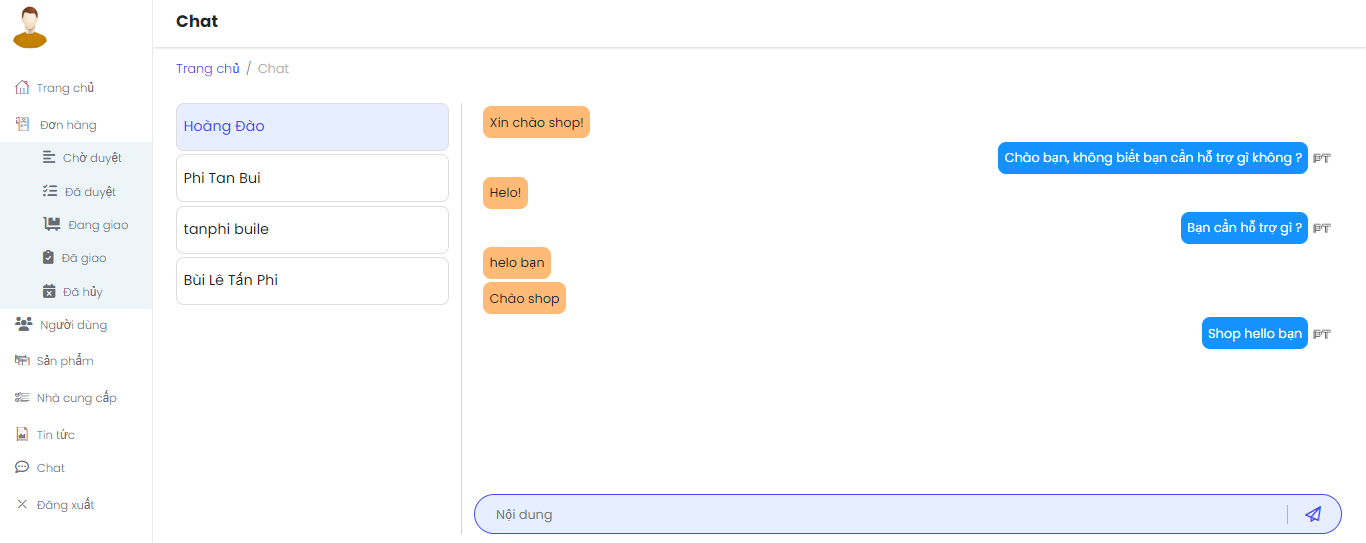 Chat
Trang chủ / Chat
Trang chủ
Đơn hàng
Chờ duyệt
Đã duyệt
Đang giao
Đã giao
Đã hủy
Người dùng
Sản phẩm
Nhà cung cấp
Tin tức
Chat
Đăng xuất
Hoàng Đào
Phi Tan Bui
tanphi buile
Bùi Lê Tấn Phi
Xin chào shop!
Chào bạn, không biết bạn cần hỗ trợ gì không ? PT
Helo!
Bạn cần hỗ trợ gì ? PT
helo bạn
Chào shop
Shop hello bạn PT
Nội dung